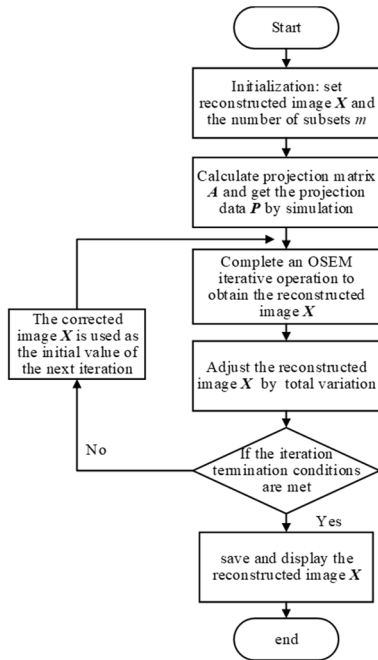 Start
Initialization: set
reconstructed image X and
the number of subsets m
Calculate projection matrix
A and get the projection
data P by simulation
Complete an OSEM
iterative operation to
obtain the reconstructed
image X
The corrected
image X is used as
the initial value of
the next iteration
Adjust the reconstructed
image X by total variation
No
If the iteration
termination conditions
are met
Yes
save and display the
reconstructed image X
end